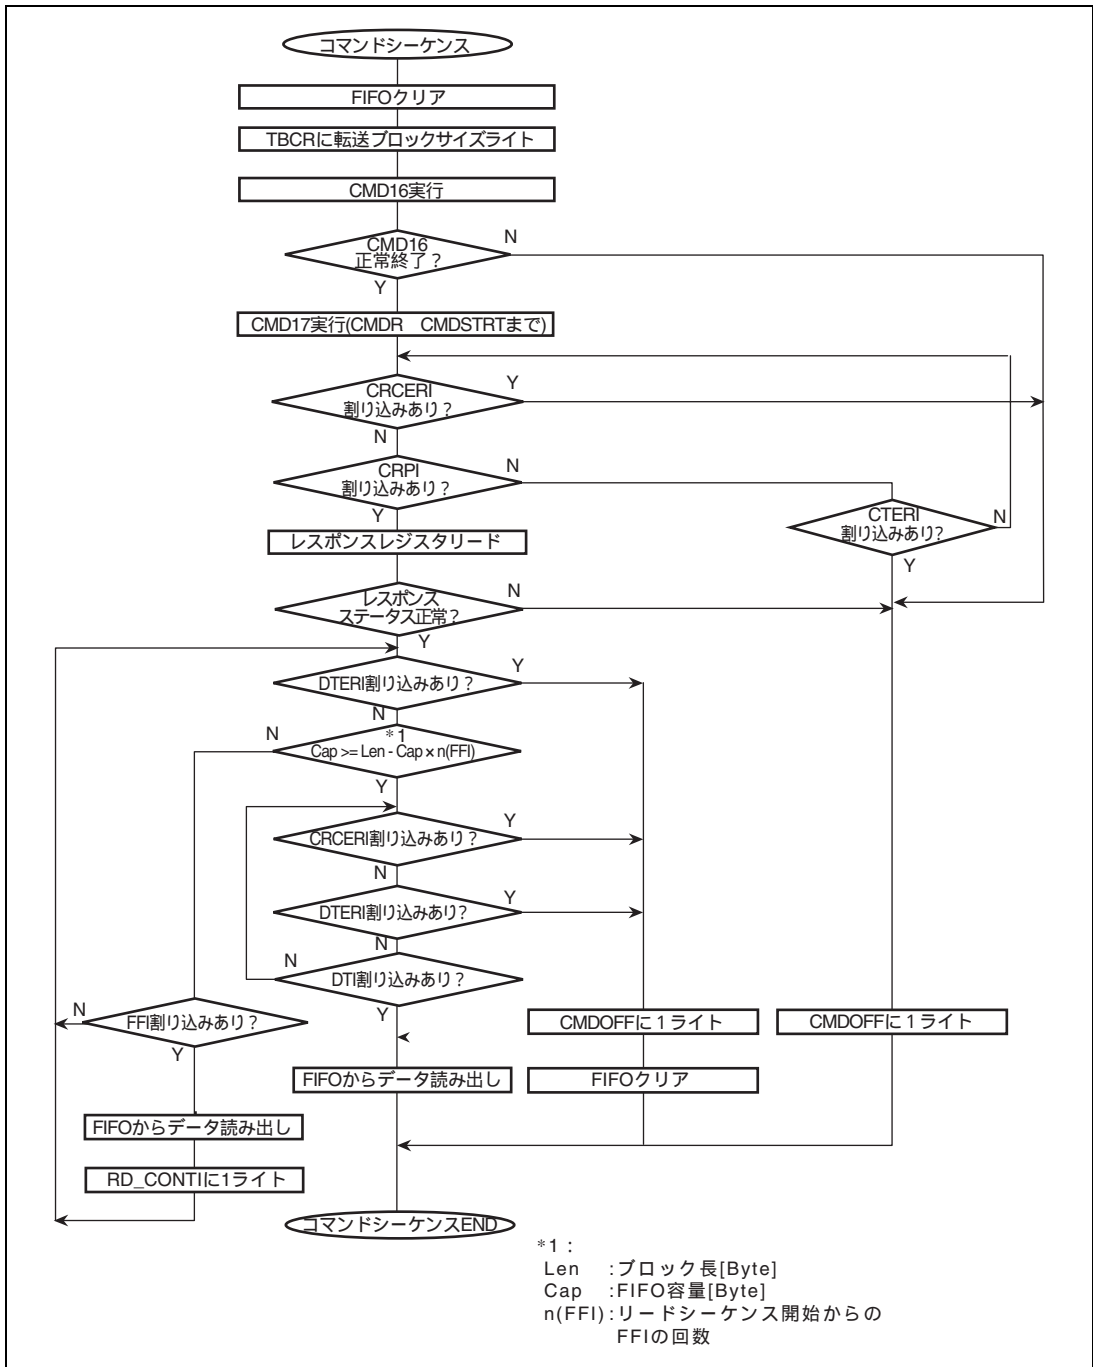 コマンドシーケンス
FIFOクリア
TBCRに転送ブロックサイズライト
CMD16実行
CMD16
正常終了？
N
Y
CMD17実行(CMDR　CMDSTRTまで)
CRCERI
割り込みあり？
Y
N
CRPI
割り込みあり？
N
Y
CTERI
割り込みあり?
N
Y
レスポンスレジスタリード
レスポンス
ステータス正常？
N
Y
DTERI割り込みあり？
Y
N
*1
Cap >= Len - Cap × n(FFI)
N
Y
CRCERI割り込みあり？
Y
N
DTERI割り込みあり?
Y
N
DTI割り込みあり？
N
Y
FFI割り込みあり？
N
Y
CMDOFFに１ライト
CMDOFFに１ライト
FIFOからデータ読み出し
FIFOクリア
FIFOからデータ読み出し
RD_CONTIに1ライト
コマンドシーケンスEND
*1：
Len　:ブロック長[Byte]
Cap　:FIFO容量[Byte]
n(FFI):リードシーケンス開始からの
FFIの回数